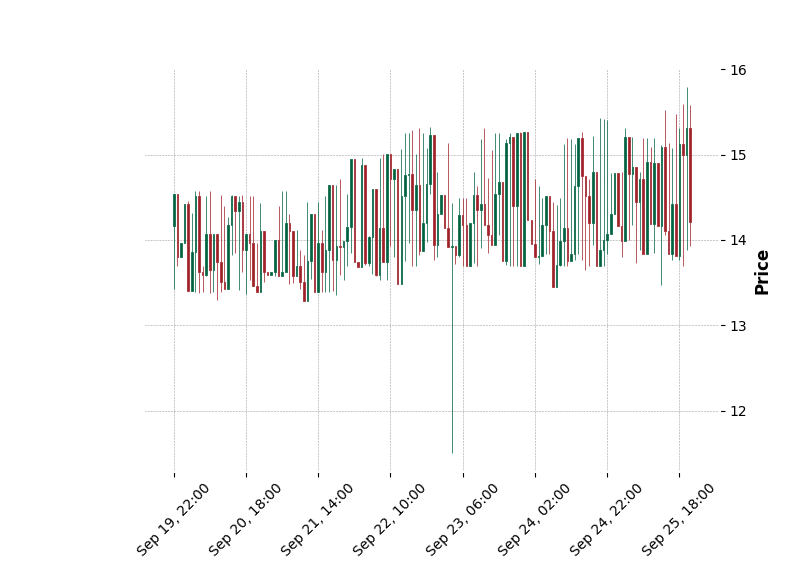 16
15
14
13
12
Price
Sep 19, 22:00
Sep 20, 18:00
Sep 21, 14:00
Sep 22, 10:00
Sep 23, 06:00
Sep 24, 02:00
Sep 24, 22:00
Sep 25, 18:00